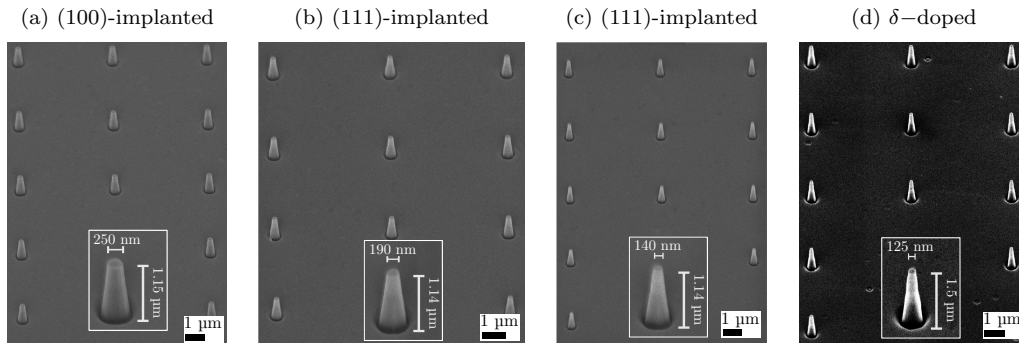 (a) (100)-implanted
(b) (111)-implanted
(c) (111)-implanted
(d) δ−doped
250 nm
1.15 µm
1 µm
190 nm
1.14 µm
1 µm
140 nm
1.14 µm
1 µm
125 nm
1.5 µm
1 µm